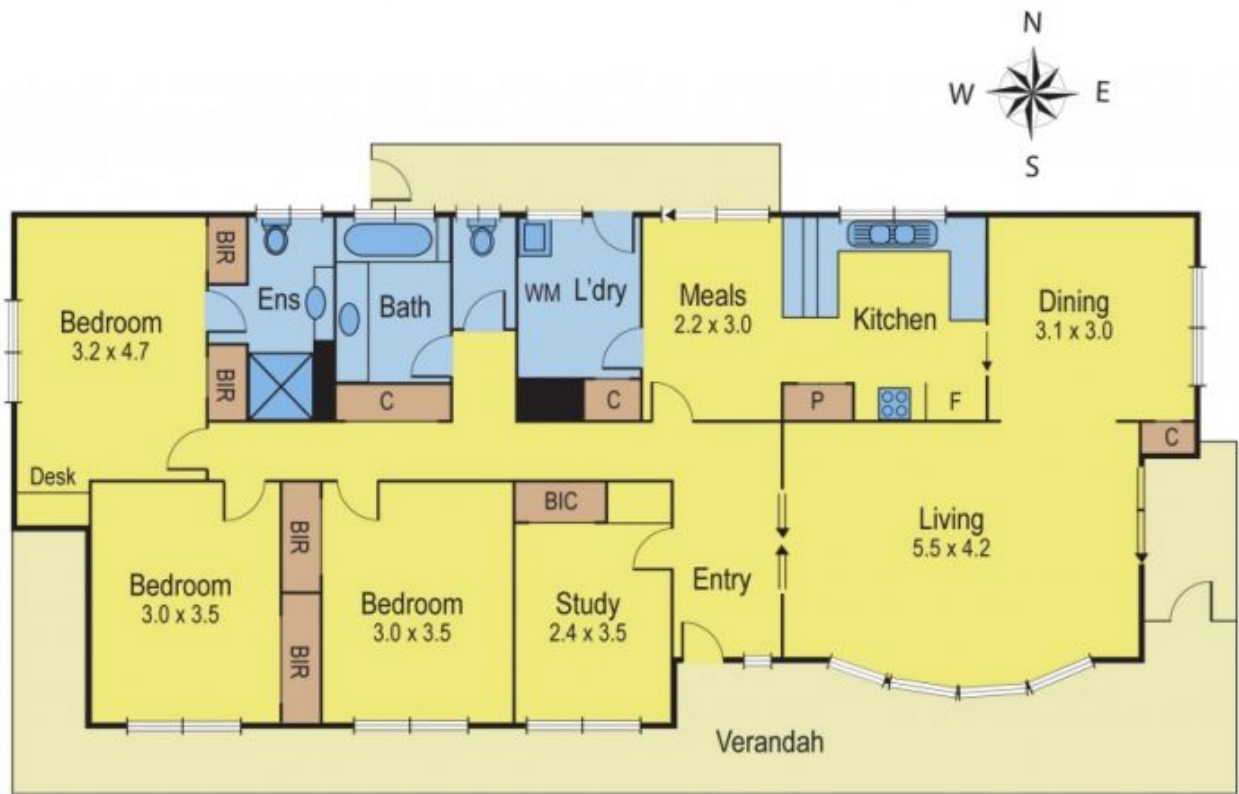 N
W
E
S
BIR
Ens
Bath
WM
L'dry
Meals
2.2 x 3.0
Kitchen
Dining
3.1 x 3.0
Bedroom
3.2 x 4.7
BIR
C
C
P
F
C
Desk
BIR
BIC
Living
5.5 x 4.2
Bedroom
3.0 x 3.5
Bedroom
3.0 x 3.5
Study
2.4 x 3.5
Entry
BIR
Verandah